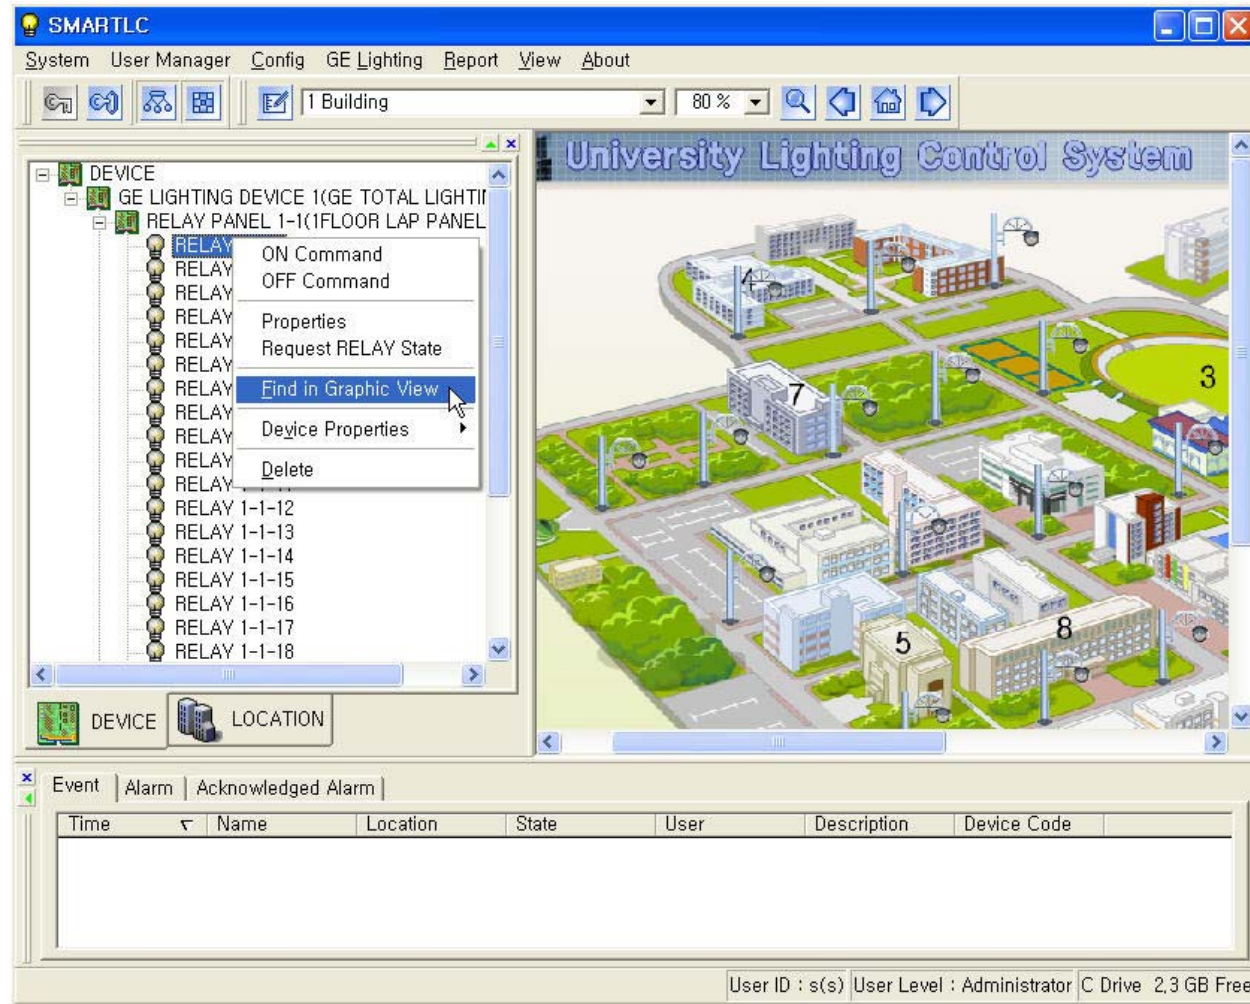 SMARTLC
System User Manager Config GE Lighting Report View About
1 Building 80 %
University Lighting Control System
DEVICE
GE LIGHTING DEVICE 1(GE TOTAL LIGHTIN
RELAY PANEL 1-1(1FLOOR LAP PANEL
RELAY
RELAY
RELAY
RELAY
RELAY
RELAY
RELAY
RELAY
RELAY
RELAY
RELAY
RELAY 1-1-12
RELAY 1-1-13
RELAY 1-1-14
RELAY 1-1-15
RELAY 1-1-16
RELAY 1-1-17
RELAY 1-1-18
ON Command
OFF Command
Properties
Request RELAY State
Find in Graphic View
Device Properties
Delete
DEVICE LOCATION
4
3
7
5
8
Event Alarm Acknowledged Alarm
Time Name Location State User Description Device Code
User ID : s(s) User Level : Administrator C Drive 2,3 GB Free